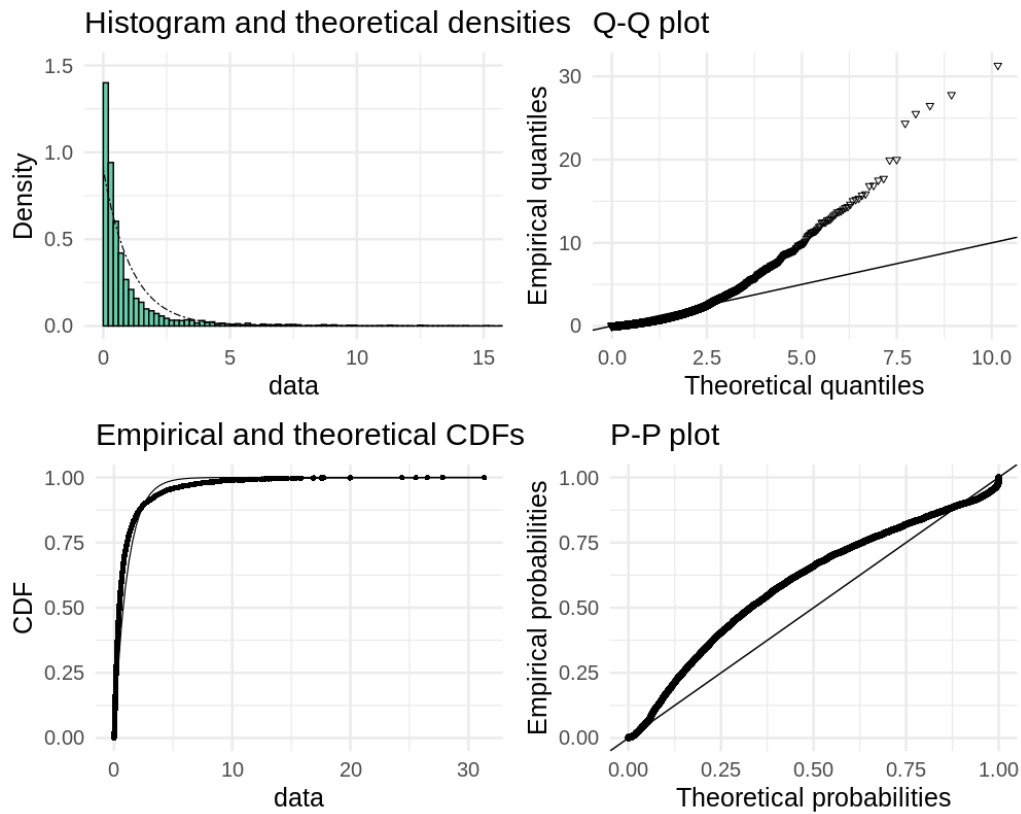 Histogram and theoretical densities
1.5
1.0
0.5
0.0
Density
0 5 10 15
data
Q-Q plot
30
20
10
0
Empirical quantiles
0.0 2.5 5.0 7.5 10.0
Theoretical quantiles
Empirical and theoretical CDFs
1.00
0.75
0.50
0.25
0.00
CDF
0 10 20 30
data
P-P plot
1.00
0.75
0.50
0.25
0.00
Empirical probabilities
0.00 0.25 0.50 0.75 1.00
Theoretical probabilities